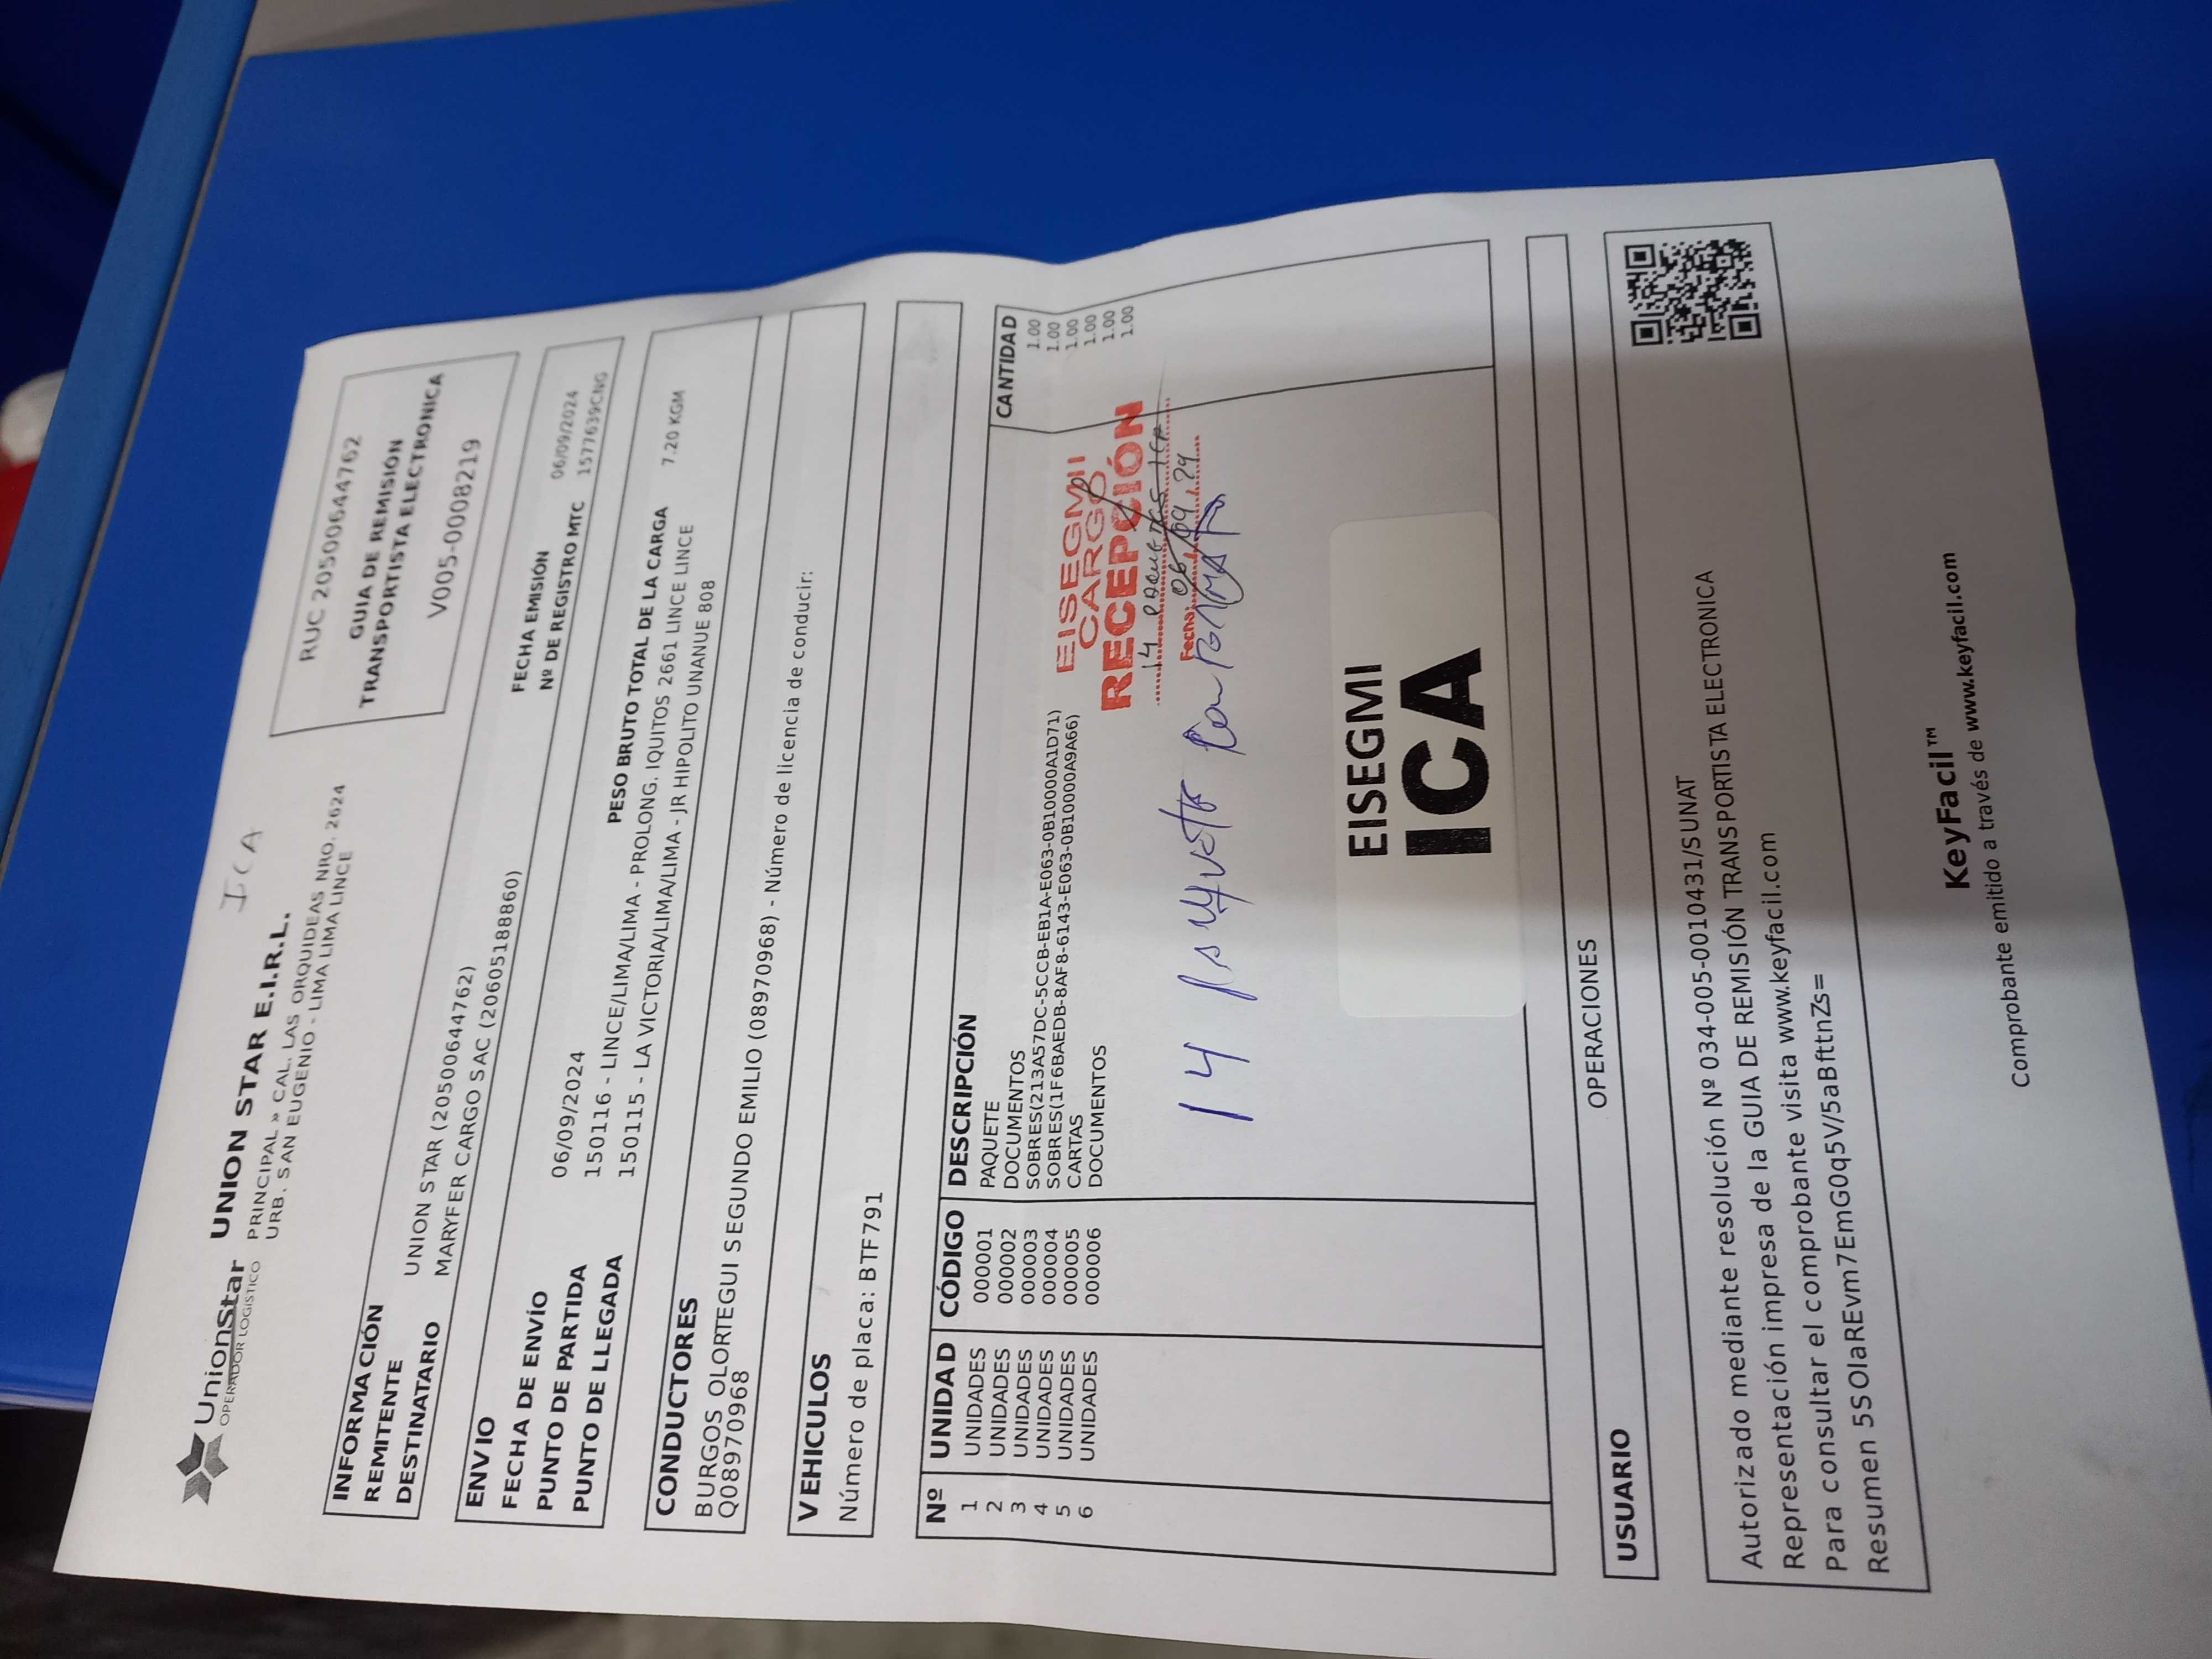 ICA
UnionStar
OPERADOR LOGISTICO
UNION STAR E.I.R.L.
PRINCIPAL » CAL. LAS ORQUIDEAS NRO. 2624
URB. SAN EUGENIO - LIMA LIMA LINCE
RUC 20500644762
GUIA DE REMISIÓN
TRANSPORTISTA ELECTRONICA
V005-0008219
INFORMACIÓN
REMITENTE UNION STAR (20500644762)
DESTINATARIO MARYFER CARGO SAC (20605188860)
FECHA EMISIÓN 06/09/2024
Nº DE REGISTRO MTC 1577639CNG
ENVIO
FECHA DE ENVÍO 06/09/2024 PESO BRUTO TOTAL DE LA CARGA 7.20 KGM
PUNTO DE PARTIDA 150116 - LINCE/LIMA/LIMA - PROLONG. IQUITOS 2661 LINCE LINCE
PUNTO DE LLEGADA 150115 - LA VICTORIA/LIMA/LIMA - JR HIPOLITO UNANUE 808
CONDUCTORES
BURGOS OLORTEGUI SEGUNDO EMILIO (08970968) - Número de licencia de conducir:
Q08970968
VEHICULOS
Número de placa: BTF791
Nº UNIDAD CÓDIGO DESCRIPCIÓN CANTIDAD
1 UNIDADES 000001 PAQUETE 1.00
2 UNIDADES 000002 DOCUMENTOS 1.00
3 UNIDADES 000003 SOBRES(213A57DC-5CCB-EB1A-E063-0B1000A1D71) 1.00
4 UNIDADES 000004 SOBRES(1F6BAEDB-8AF8-6143-E063-0B1000A9A66) 1.00
5 UNIDADES 000005 CARTAS 1.00
6 UNIDADES 000006 DOCUMENTOS 1.00
EISEGMI
CARGO
RECEPCIÓN
14
Fecha: 06/09.24
14
EISEGMI
ICA
OPERACIONES
USUARIO
Autorizado mediante resolución Nº 034-005-0010431/SUNAT
Representación impresa de la GUIA DE REMISIÓN TRANSPORTISTA ELECTRONICA
Para consultar el comprobante visita www.keyfacil.com
Resumen 5SOlaREvm7EmG0q5V/5aBfttnZs=
KeyFacil™
Comprobante emitido a través de www.keyfacil.com